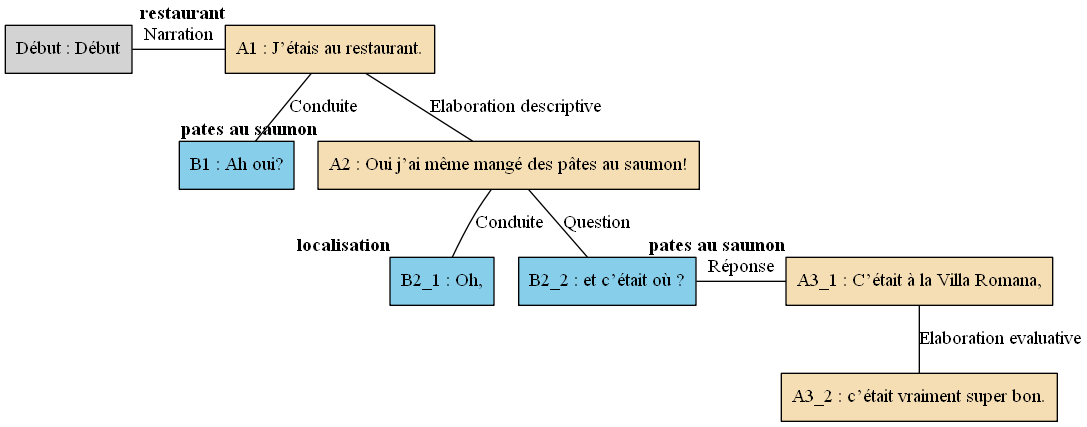 restaurant
Narration
Début : Début
A1 : J'étais au restaurant.
Conduite
Elaboration descriptive
pates au saumon
B1 : Ah oui?
A2 : Oui j'ai même mangé des pâtes au saumon!
Conduite
Question
localisation
pates au saumon
Réponse
B2_1 : Oh,
B2_2 : et c'était où ?
A3_1 : C'était à la Villa Romana,
Elaboration evaluative
A3_2 : c'était vraiment super bon.